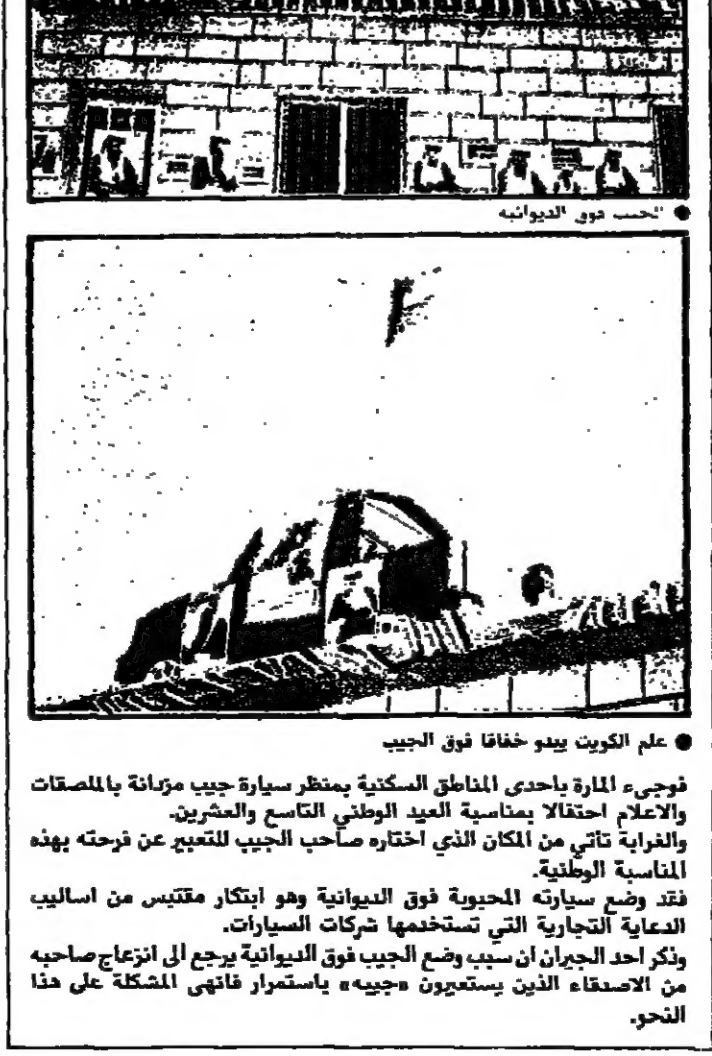 ● الجيب فوق الديوانية
● علم الكويت يبدو خفاقا فوق الجيب
فوجىء المارة باحدى المناطق السكنية بمنظر سيارة جيب مزدانة بالملصقات
والاعلام احتفالا بمناسبة العيد الوطني التاسع والعشرين.
والغرابة تأتي من المكان الذي اختاره صاحب الجيب للتعبير عن فرحته بهذه
المناسبة الوطنية.
فقد وضع سيارته المحبوبة فوق الديوانية وهو ابتكار مقتبس من اساليب
الدعاية التجارية التي تستخدمها شركات السيارات.
وذكر احد الجيران ان سبب وضع الجيب فوق الديوانية يرجع الى انزعاج صاحبه
من الاصدقاء الذين يستعيرون «جيبه» باستمرار فانهى المشكلة على هذا
النحو.